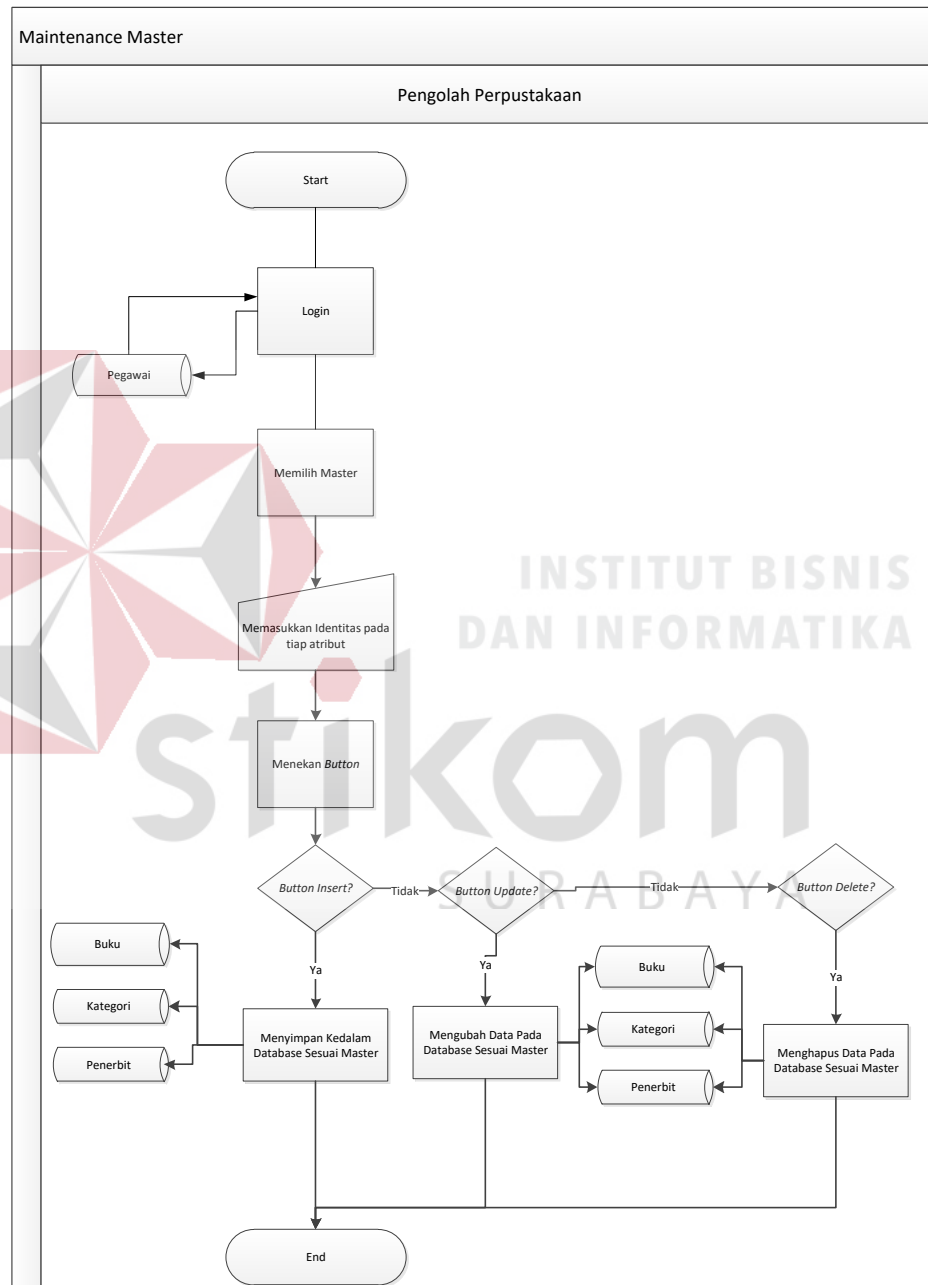 Maintenance Master
Pengolah Perpustakaan
Start
Login
Pegawai
Memilih Master
INSTITUT BISNIS
DAN INFORMATIKA
Memasukkan Identitas pada
tiap atribut
stikom
Menekan Button
SURABAYA
Button Insert?
Tidak
Button Update?
Tidak
Button Delete?
Ya
Ya
Ya
Buku
Kategori
Penerbit
Menyimpan Kedalam
Database Sesuai Master
Mengubah Data Pada
Database Sesuai Master
Buku
Kategori
Penerbit
Menghapus Data Pada
Database Sesuai Master
End